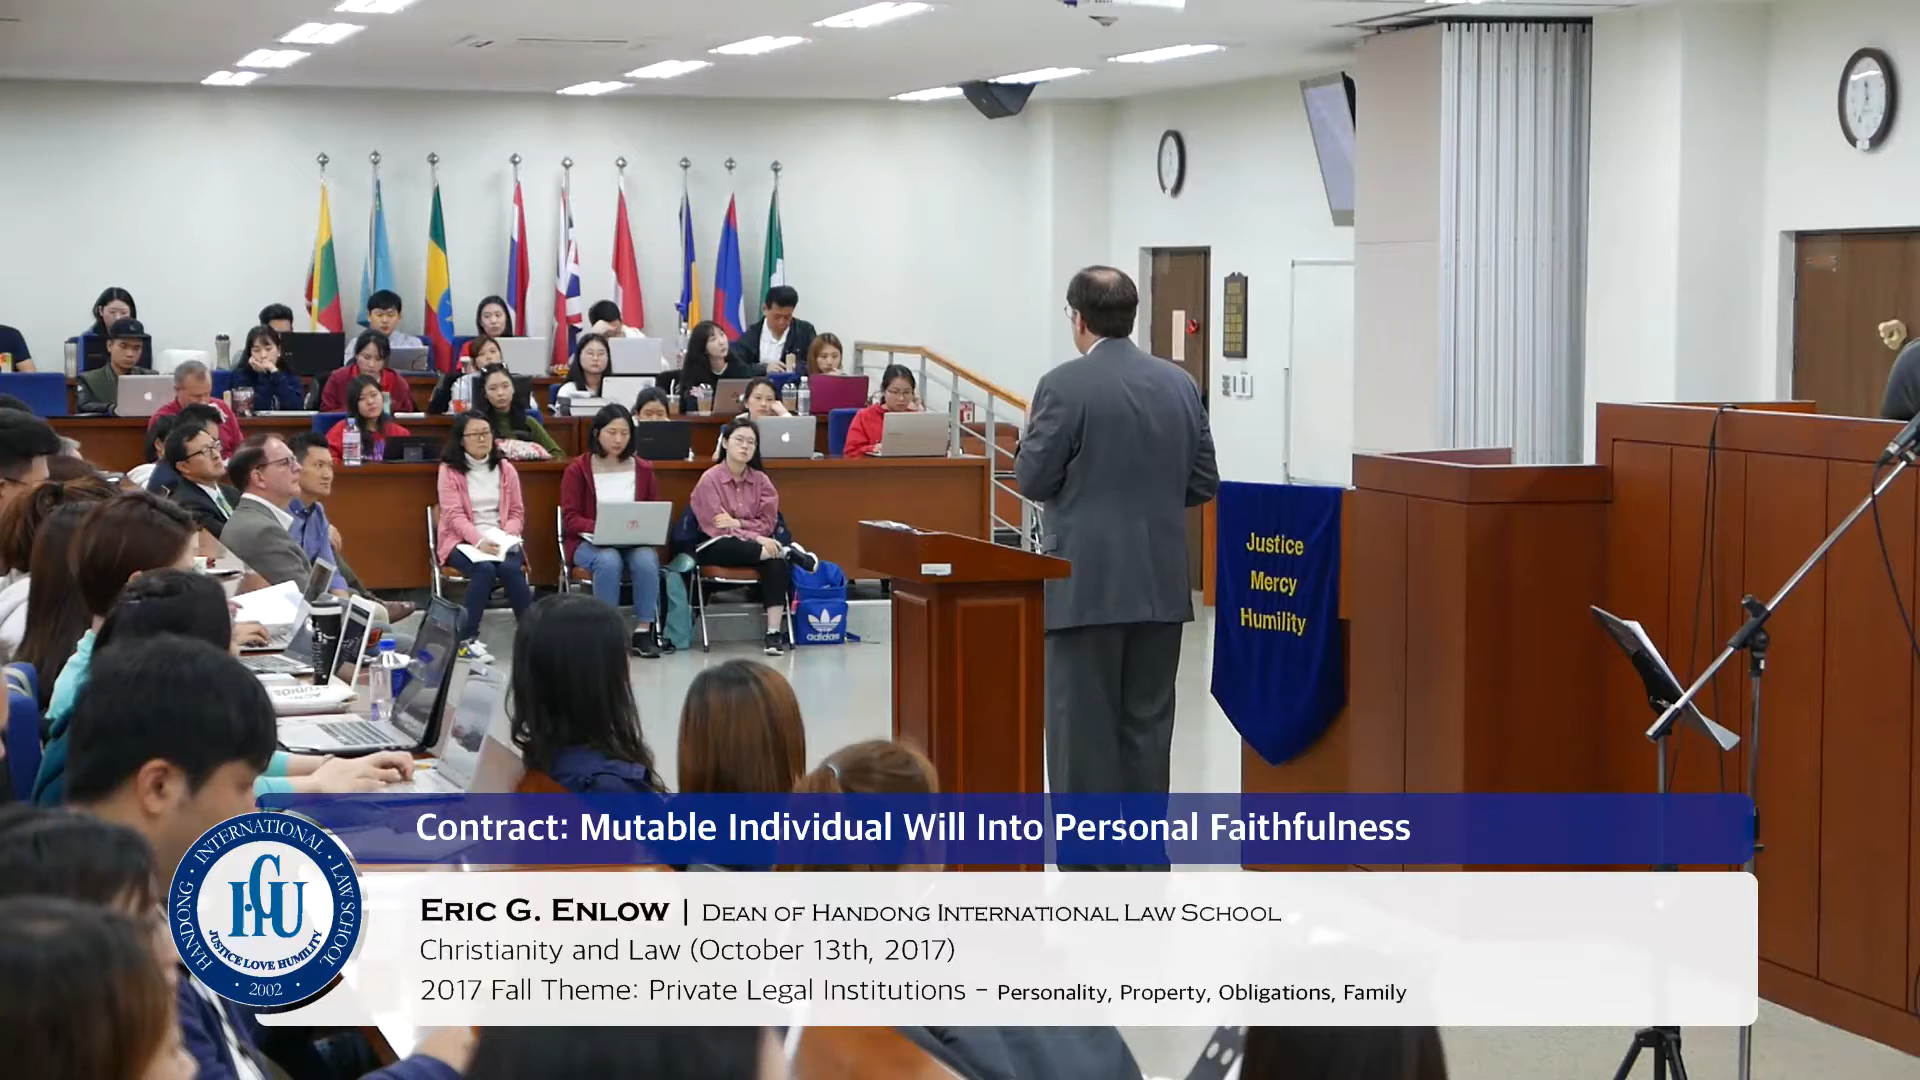 Justice
Mercy
Humility
adidas
Contract: Mutable Individual Will Into Personal Faithfulness
HANDONG · INTERNATIONAL · LAW SCHOOL
HGU
JUSTICE LOVE HUMILITY
· 2002 ·
ERIC G. ENLOW | DEAN OF HANDONG INTERNATIONAL LAW SCHOOL
Christianity and Law (October 13th, 2017)
2017 Fall Theme: Private Legal Institutions – Personality, Property, Obligations, Family